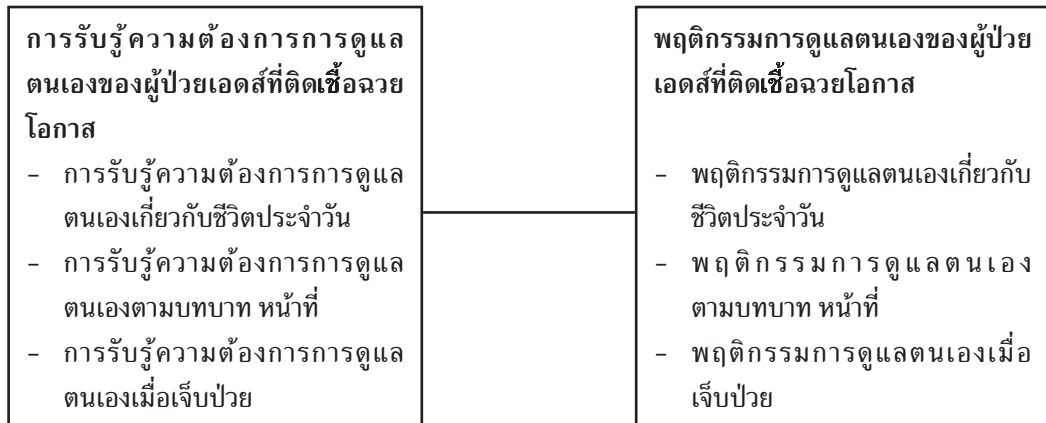 การรับรู้ความต้องการการดูแล
ตนเองของผู้ป่วยเอดส์ที่ติดเชื้อฉวย
โอกาส
– การรับรู้ความต้องการการดูแล
ตนเองเกี่ยวกับชีวิตประจำวัน
– การรับรู้ความต้องการการดูแล
ตนเองตามบทบาท หน้าที่
– การรับรู้ความต้องการการดูแล
ตนเองเมื่อเจ็บป่วย
พฤติกรรมการดูแลตนเองของผู้ป่วย
เอดส์ที่ติดเชื้อฉวยโอกาส
– พฤติกรรมการดูแลตนเองเกี่ยวกับ
ชีวิตประจำวัน
– พฤติกรรมการดูแลตนเอง
ตามบทบาท หน้าที่
– พฤติกรรมการดูแลตนเองเมื่อ
เจ็บป่วย